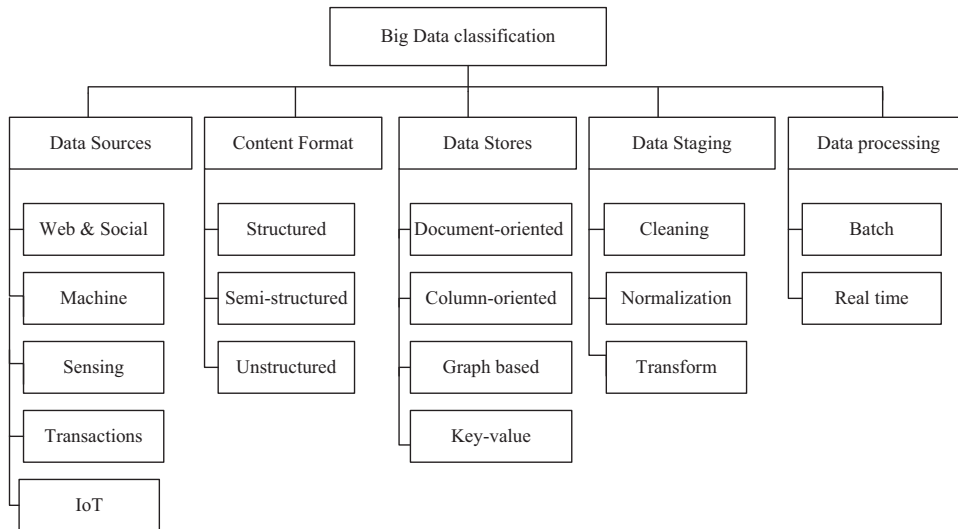 Big Data classification
Data Sources
Content Format
Data Stores
Data Staging
Data processing
Web & Social
Structured
Document-oriented
Cleaning
Batch
Machine
Semi-structured
Column-oriented
Normalization
Real time
Sensing
Unstructured
Graph based
Transform
Transactions
Key-value
IoT